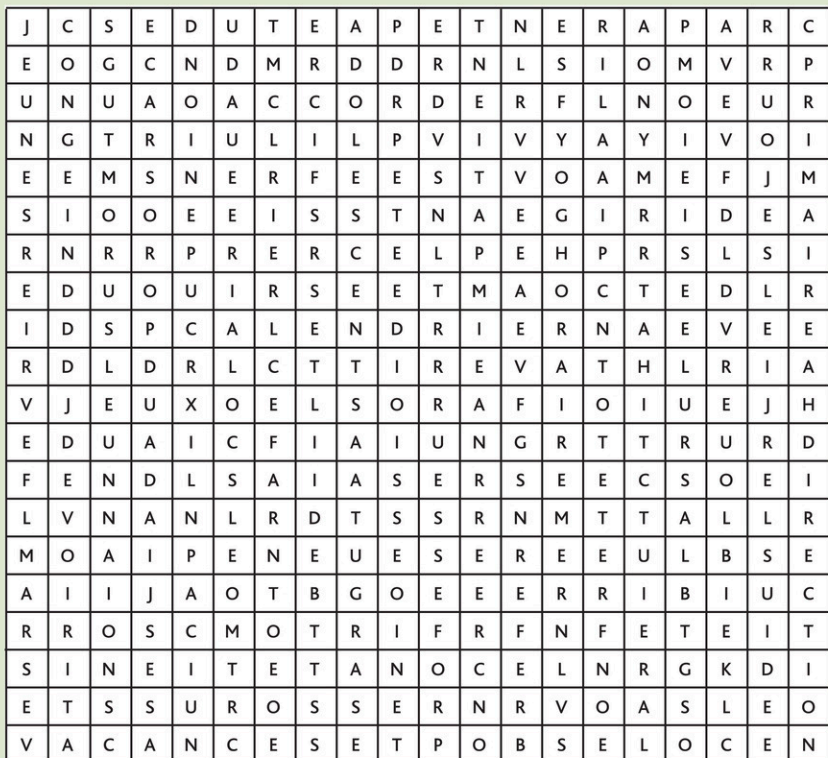 J C S E D U T E A P E T N E R A P A R C
E O G C N D M R D D R N L S I O M V R P
U N U A O A C C O R D E R F L N O E U R
N G T R I U L I L P V I V Y A Y I V O I
E E M S N E R F E E S T V O A M E F J M
S I O O E E I S S T N A E G I R I D E A
R N R R P R E R C E L P E H P R S L S I
E D U O U I R S E E T M A O C T E D L R
I D S P C A L E N D R I E R N A E V E E
R D L D R L C T T I R E V A T H L R I A
V J E U X O E L S O R A F I O I U E J H
E D U A I C F I A I U N G R T T R U R D
F E N D L S A I A S E R S E E C S O E I
L V N A N L R D T S S R N M T T A L L R
M O A I P E N E U E S E R E E U L B S E
A I I J A O T B G O E E E R R I B I U C
R R O S C M O T R I F R F N F E T E I T
S I N E I T E T A N O C E L N R G K D I
E T S S U R O S S E R N R V O A S L E O
V A C A N C E S E T P O B S E L O C E N